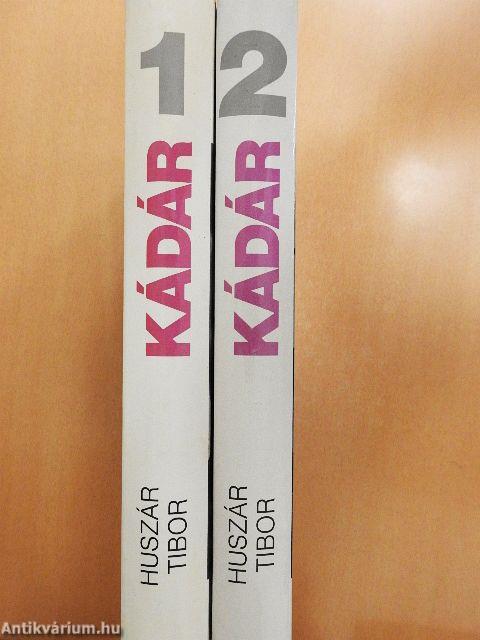 1
KÁDÁR
HUSZÁR
TIBOR
2
KÁDÁR
HUSZÁR
TIBOR
Antikvárium.hu